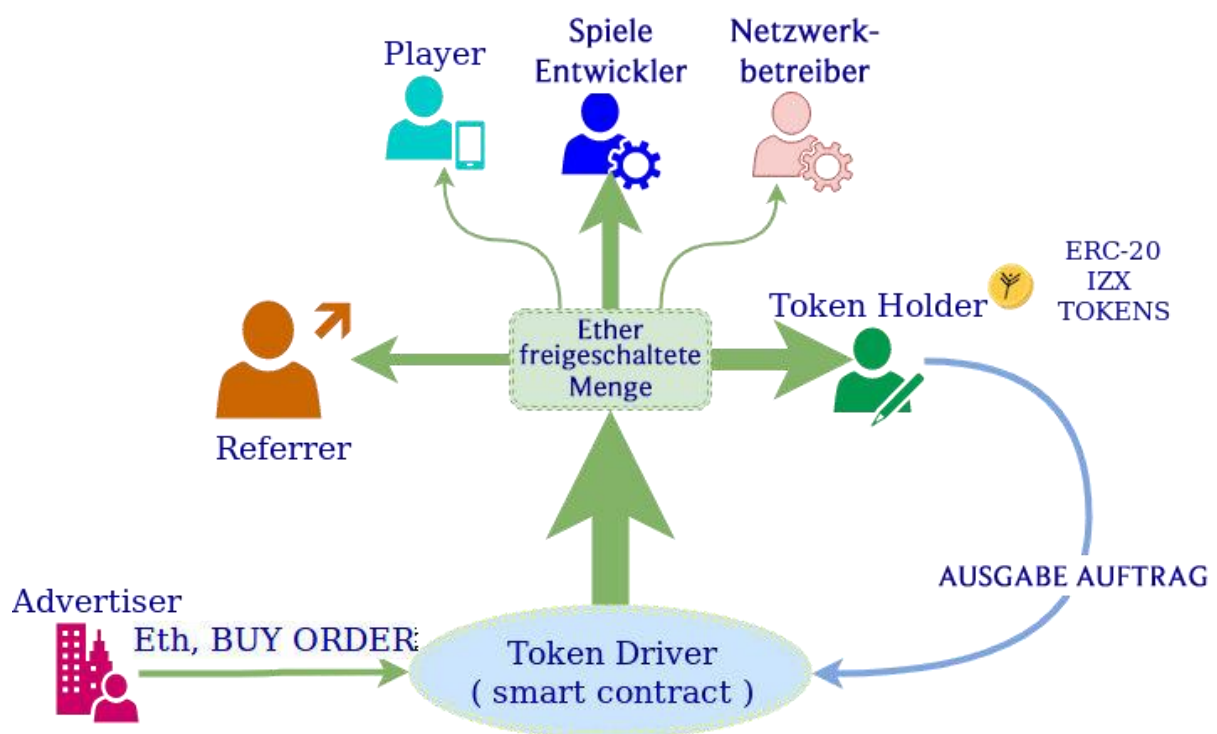 Player
Spiele
Entwickler
Netzwerk-
betreiber
ERC-20
IZX
TOKENS
Token Holder
Ether
freigeschaltete
Menge
Referrer
AUSGABE AUFTRAG
Advertiser
Eth, BUY ORDER
Token Driver
( smart contract )